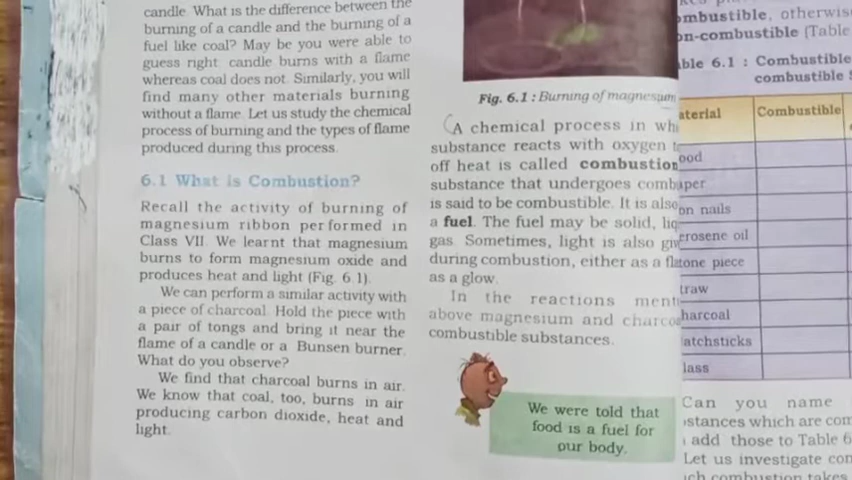 candle. What is the difference between the
burning of a candle and the burning of a
fuel like coal? May be you were able to
guess right: candle burns with a flame
whereas coal does not. Similarly, you will
find many other materials burning
without a flame. Let us study the chemical
process of burning and the types of flame
produced during this process.
6.1 What is Combustion?
Recall the activity of burning of
magnesium ribbon performed in
Class VII. We learnt that magnesium
burns to form magnesium oxide and
produces heat and light (Fig. 6.1).
We can perform a similar activity with
a piece of charcoal. Hold the piece with
a pair of tongs and bring it near the
flame of a candle or a Bunsen burner.
What do you observe?
We find that charcoal burns in air.
We know that coal, too, burns in air
producing carbon dioxide, heat and
light.
Fig. 6.1 : Burning of magnesium
A chemical process in wh
substance reacts with oxygen t
off heat is called combustion
substance that undergoes comb
is said to be combustible. It is also
a fuel. The fuel may be solid, liq
gas. Sometimes, light is also giv
during combustion, either as a fla
as a glow.
In the reactions ment
above magnesium and charcoa
combustible substances.
We were told that
food is a fuel for
our body.
ombustible, otherwis
on-combustible (Table
ble 6.1 : Combustible
combustible
aterial Combustible
ood
aper
on nails
erosene oil
tone piece
traw
harcoal
atchsticks
lass
Can you name
stances which are com
add those to Table 6
Let us investigate con
ich combustion takes